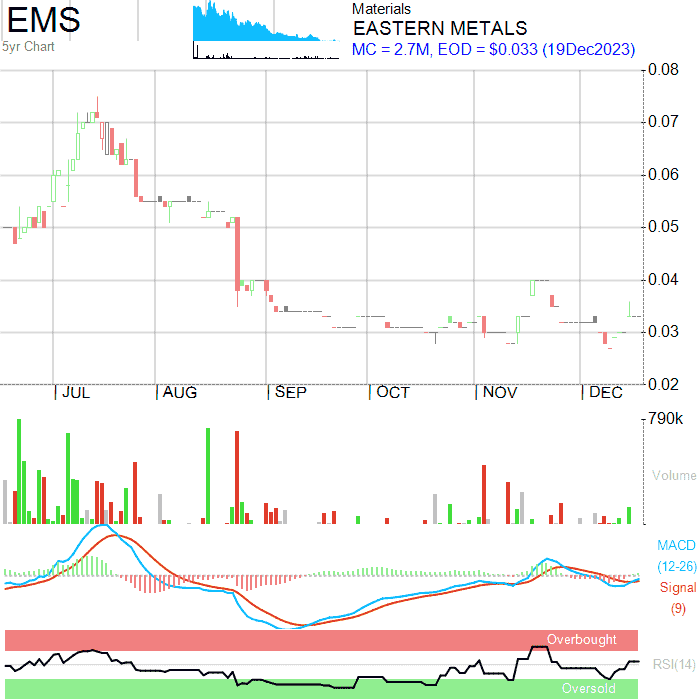 EMS
5yr Chart
Materials
EASTERN METALS
MC = 2.7M, EOD = $0.033 (19Dec2023)
0.08
0.07
0.06
0.05
0.04
0.03
0.02
JUL AUG SEP OCT NOV DEC
790k
Volume
MACD
(12-26)
Signal
(9)
Overbought
RSI(14)
Oversold